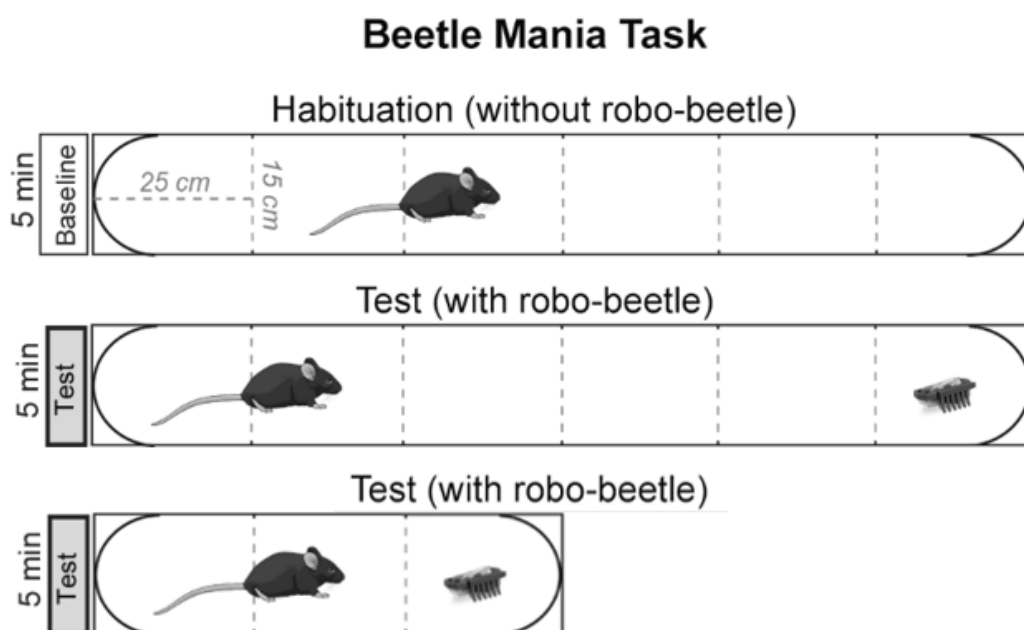 Beetle Mania Task
Habituation (without robo-beetle)
5 min
Baseline
25 cm
15 cm
Test (with robo-beetle)
5 min
Test
Test (with robo-beetle)
5 min
Test